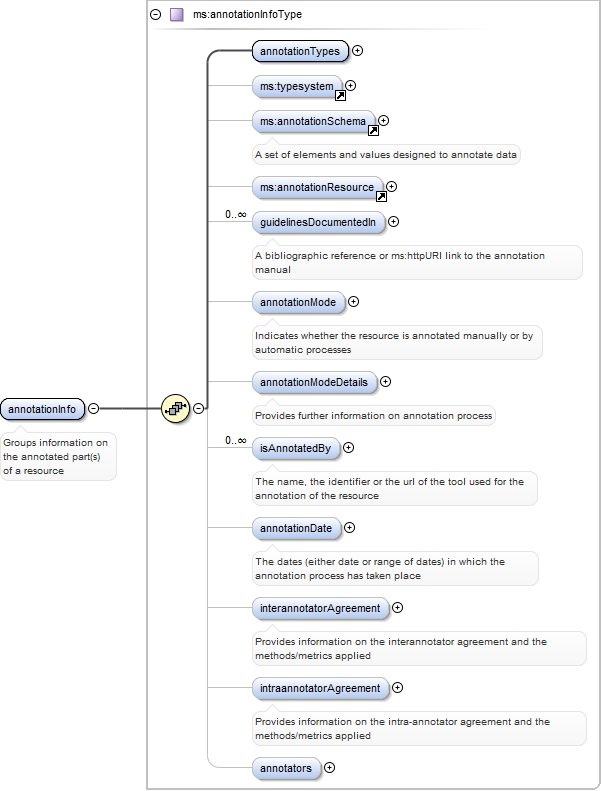 ms:annotationInfoType
annotationTypes
ms:typesystem
ms:annotationSchema
A set of elements and values designed to annotate data
ms:annotationResource
0..∞
guidelinesDocumentedIn
A bibliographic reference or ms:httpURI link to the annotation
manual
annotationMode
Indicates whether the resource is annotated manually or by
automatic processes
annotationModeDetails
Provides further information on annotation process
annotationInfo
Groups information on
the annotated part(s)
of a resource
0..∞
isAnnotatedBy
The name, the identifier or the url of the tool used for the
annotation of the resource
annotationDate
The dates (either date or range of dates) in which the
annotation process has taken place
interannotatorAgreement
Provides information on the interannotator agreement and the
methods/metrics applied
intraannotatorAgreement
Provides information on the intra-annotator agreement and the
methods/metrics applied
annotators